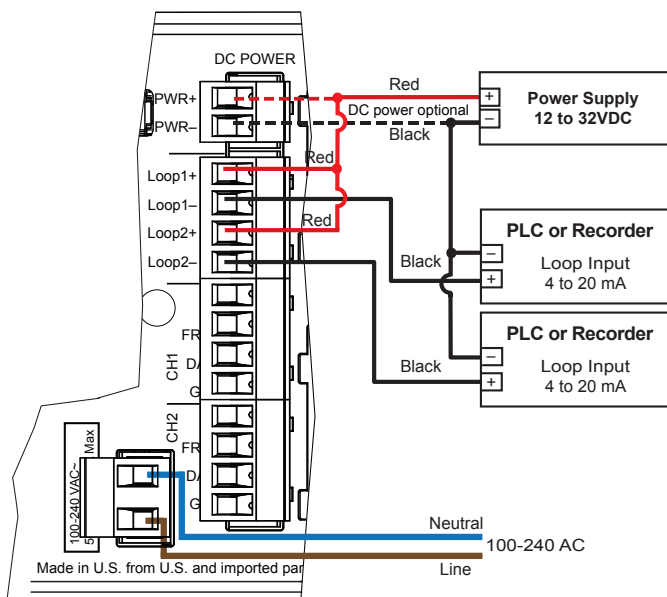 DC POWER
PWR+
PWR–
Red
DC power optional
Black
+
–
Power Supply
12 to 32VDC
Loop1+
Loop1–
Loop2+
Loop2–
Red
Red
Black
–
+
PLC or Recorder
Loop Input
4 to 20 mA
Black
–
+
PLC or Recorder
Loop Input
4 to 20 mA
CH1
FR
G
CH2
FR
G
100-240 VAC~
5 Max
Neutral
100-240 AC
Line
Made in U.S. from U.S. and imported par